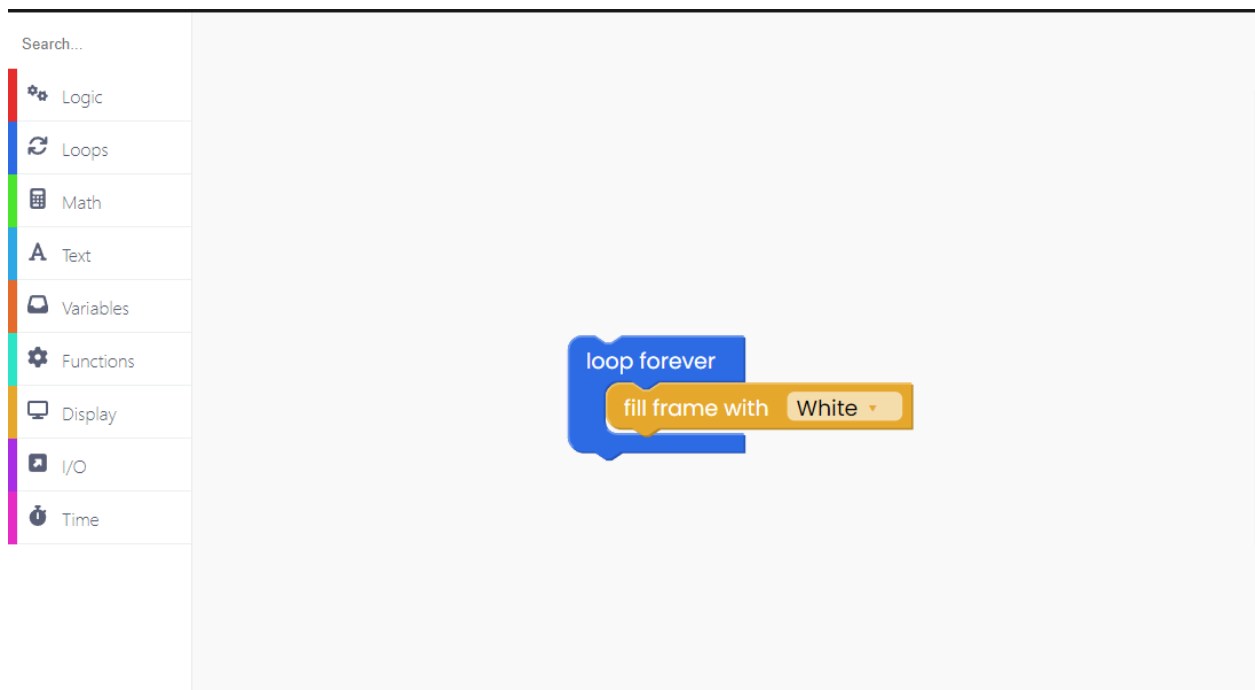 Search...
Logic
Loops
Math
Text
Variables
Functions
Display
I/O
Time
loop forever
fill frame with White